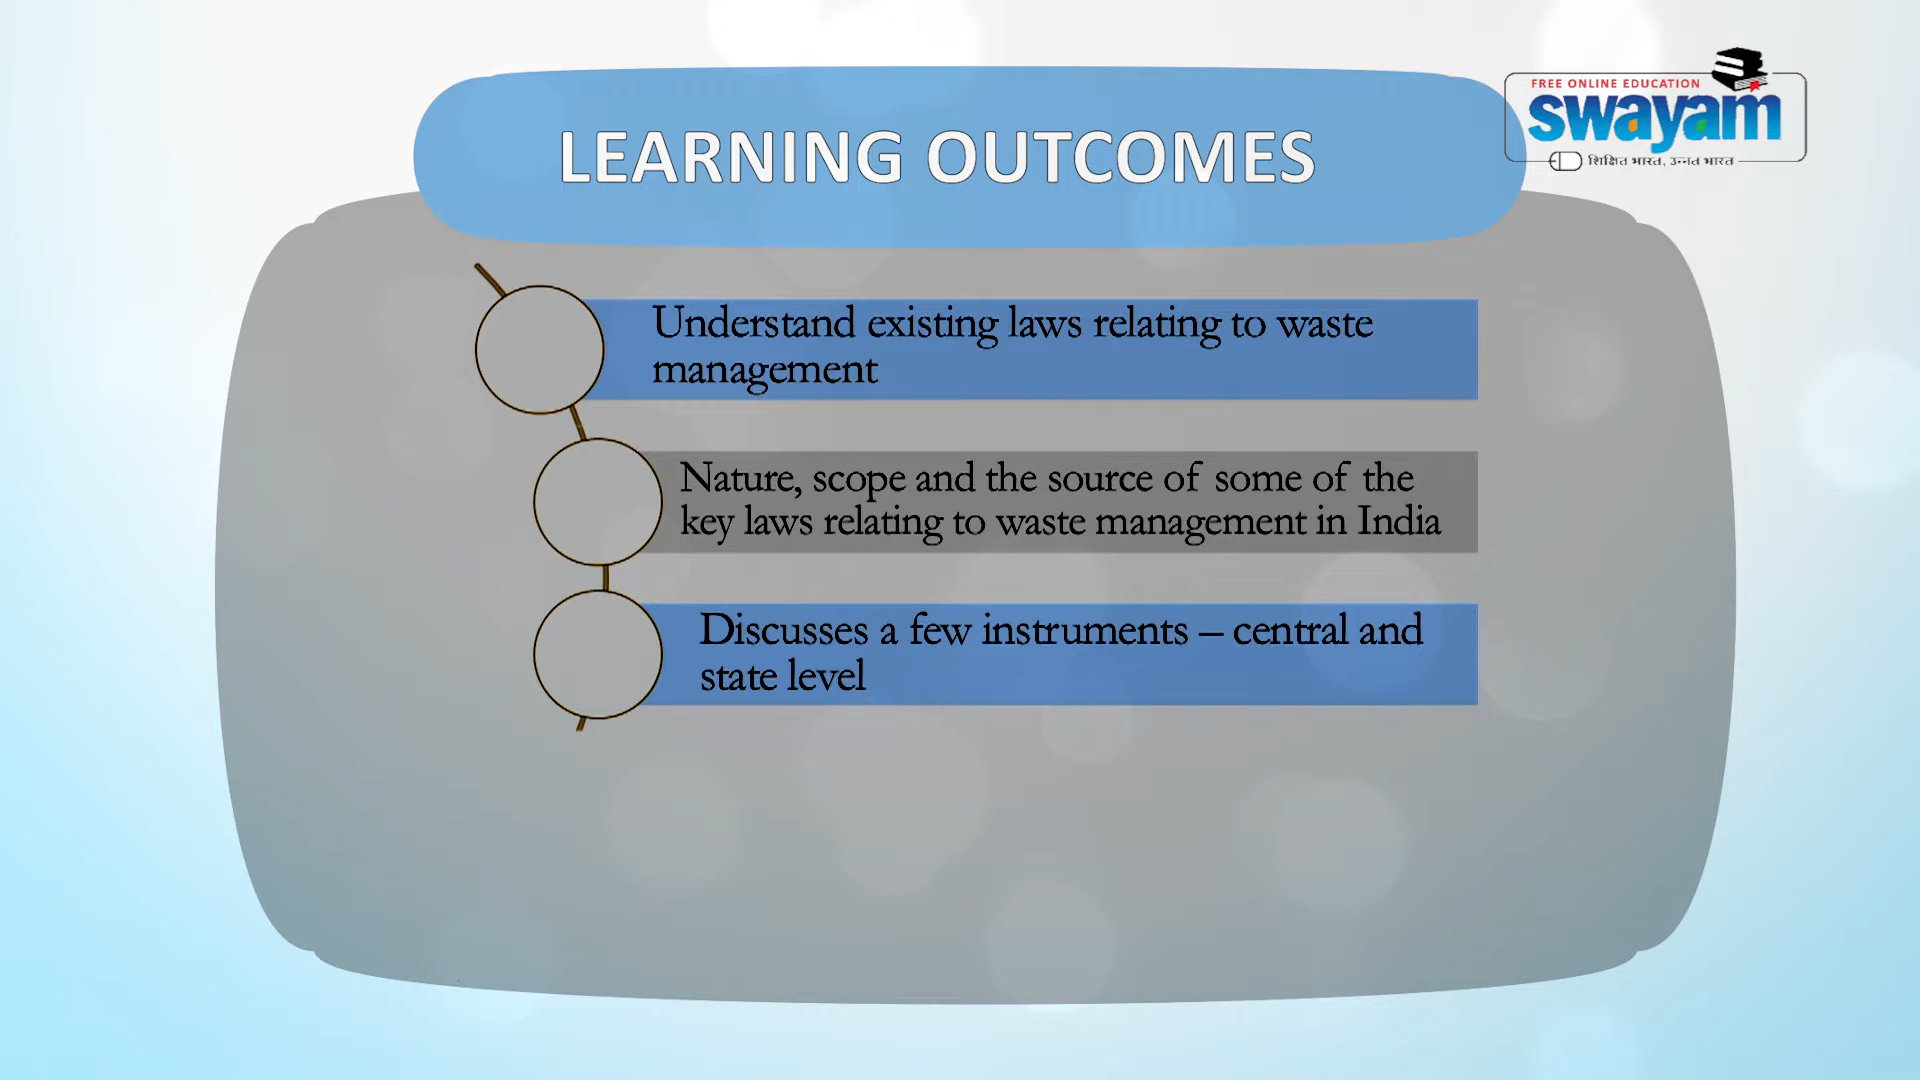 LEARNING OUTCOMES
FREE ONLINE EDUCATION
swayam
शिक्षित भारत, उन्नत भारत
Understand existing laws relating to waste
management
Nature, scope and the source of some of the
key laws relating to waste management in India
Discusses a few instruments – central and
state level